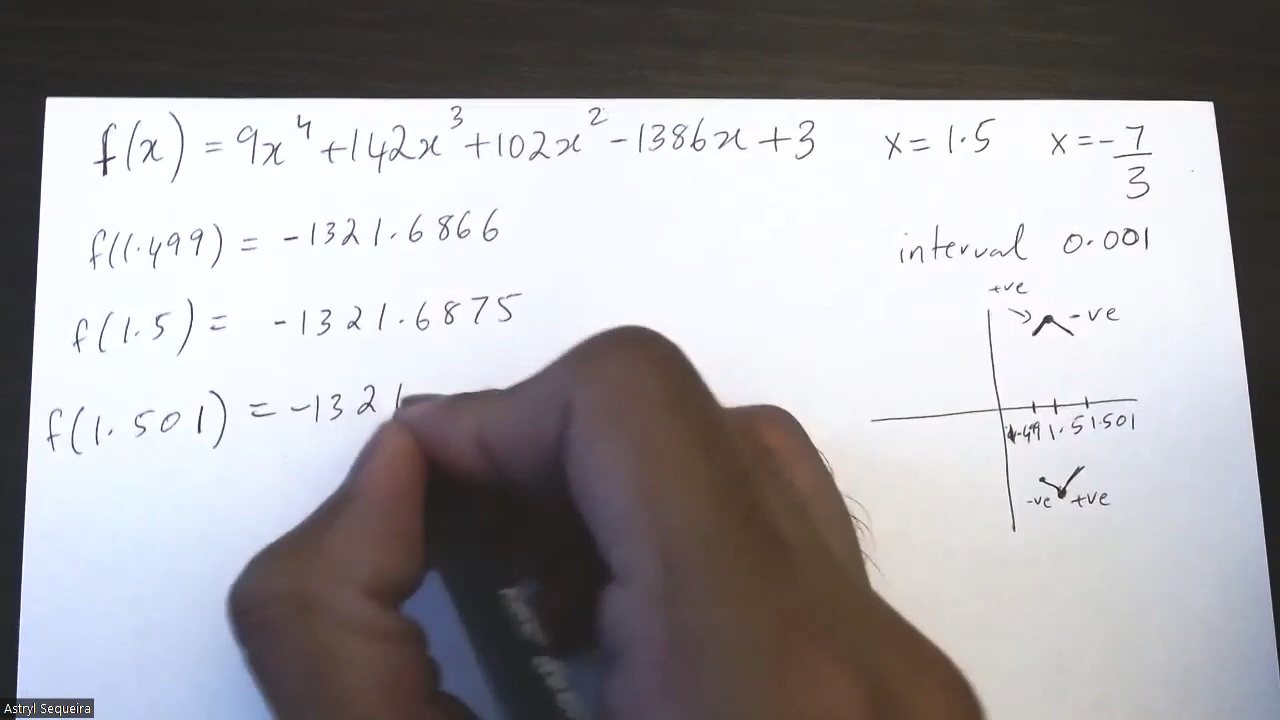 f(x) = 9x⁴ + 142x³ + 102x² - 1386x + 3 x = 1.5 x = -7/3
f(1.499) = -1321.6866 interval 0.001
+ve
f(1.5) = -1321.6875 -ve
f(1.501) = -1321
1.5 1.501
-ve +ve
Astryl Sequeira